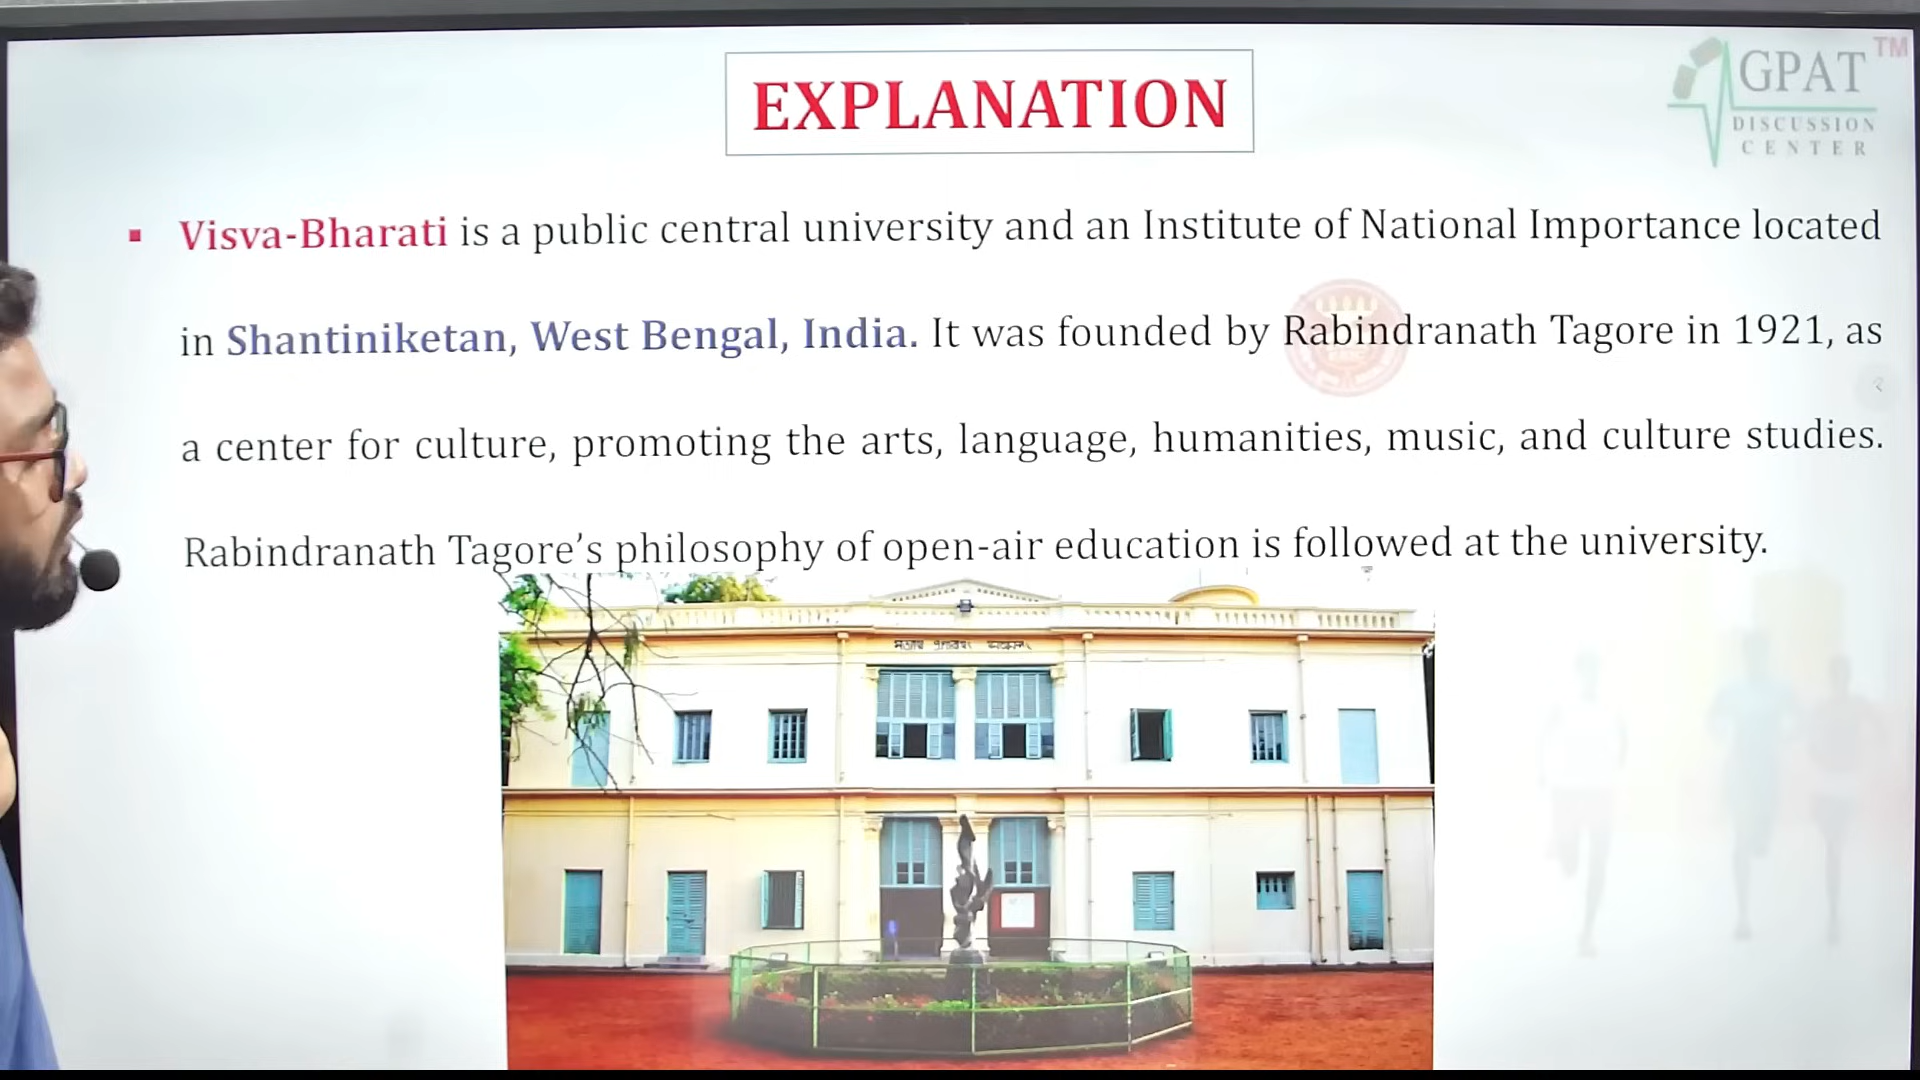 EXPLANATION
GPAT TM
DISCUSSION
CENTER
▪ Visva-Bharati is a public central university and an Institute of National Importance located
in Shantiniketan, West Bengal, India. It was founded by Rabindranath Tagore in 1921, as
a center for culture, promoting the arts, language, humanities, music, and culture studies.
Rabindranath Tagore’s philosophy of open-air education is followed at the university.